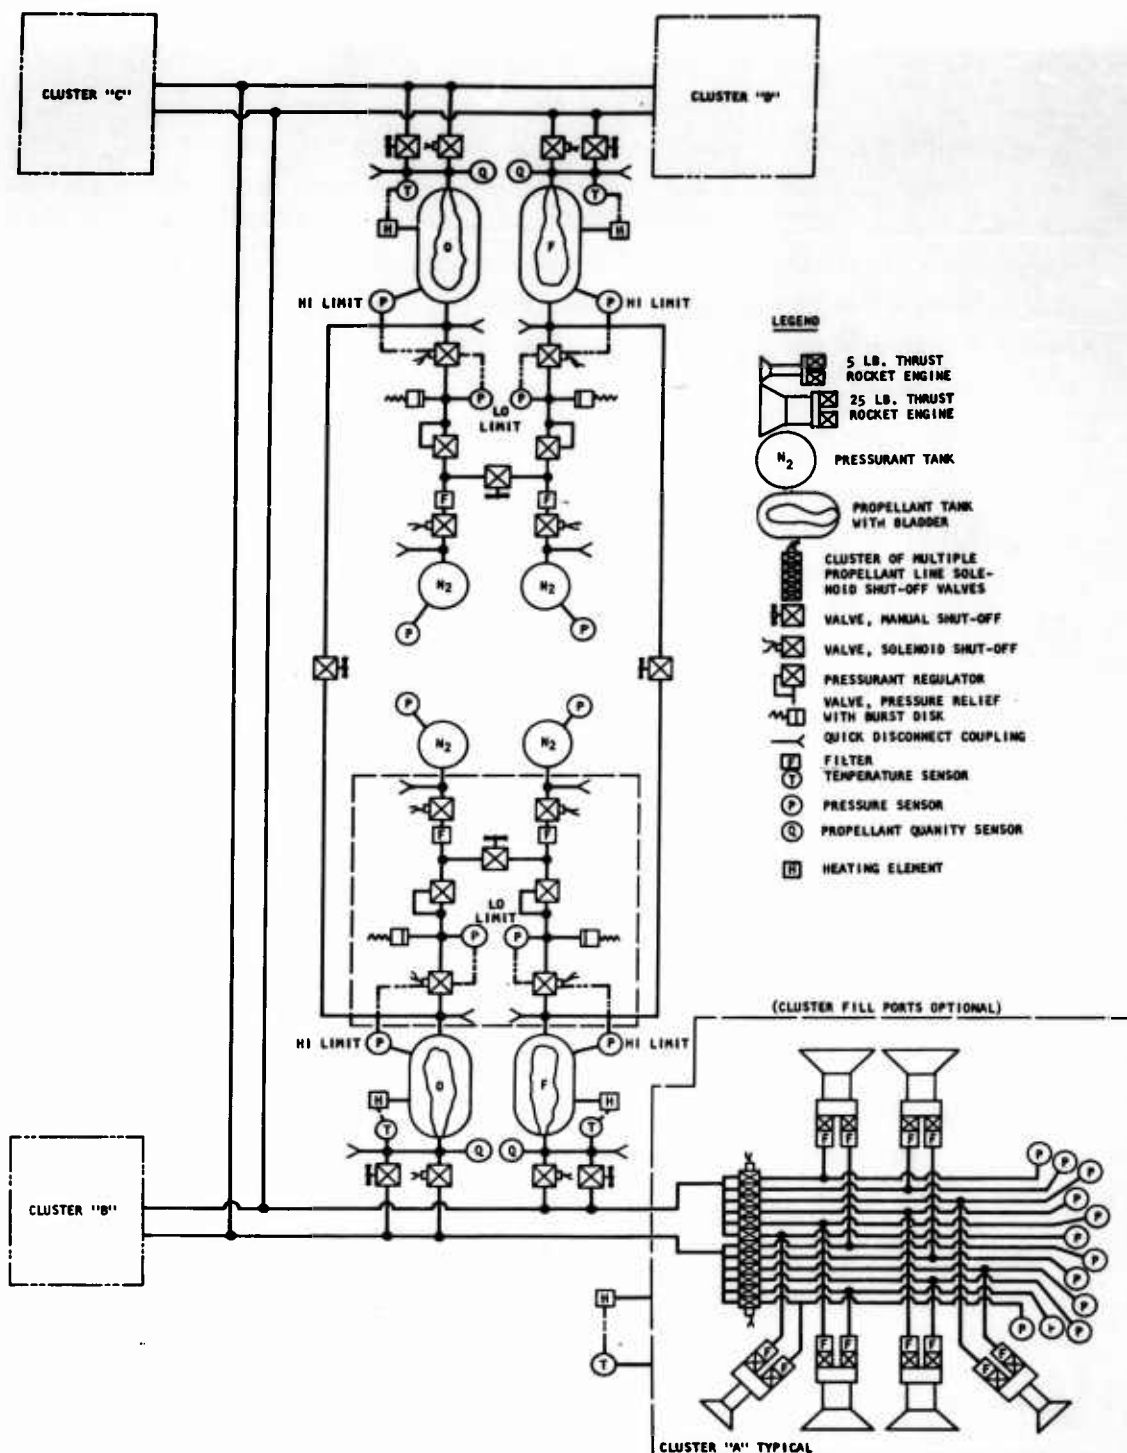 CLUSTER "C"
CLUSTER "D"
Q
Q
T
T
H
H
O
F
HI LIMIT
P
P
HI LIMIT
P
P
LO
LIMIT
F
F
N2
N2
P
P
LEGEND
5 LB. THRUST
ROCKET ENGINE
25 LB. THRUST
ROCKET ENGINE
N2
PRESSURANT TANK
PROPELLANT TANK
WITH BLADDER
CLUSTER OF MULTIPLE
PROPELLANT LINE SOLE-
NOID SHUT-OFF VALVES
VALVE, MANUAL SHUT-OFF
VALVE, SOLENOID SHUT-OFF
PRESSURANT REGULATOR
VALVE, PRESSURE RELIEF
WITH BURST DISK
QUICK DISCONNECT COUPLING
F
FILTER
T
TEMPERATURE SENSOR
P
PRESSURE SENSOR
Q
PROPELLANT QUANITY SENSOR
H
HEATING ELEMENT
P
P
N2
N2
F
F
LO
LIMIT
P
P
HI LIMIT
P
P
HI LIMIT
O
F
H
H
T
T
Q
Q
CLUSTER "B"
(CLUSTER FILL PORTS OPTIONAL)
F
F
F
F
P
P
P
P
P
P
P
P
P
P
P
P
H
T
F
F
F
F
F
F
F
F
CLUSTER "A" TYPICAL